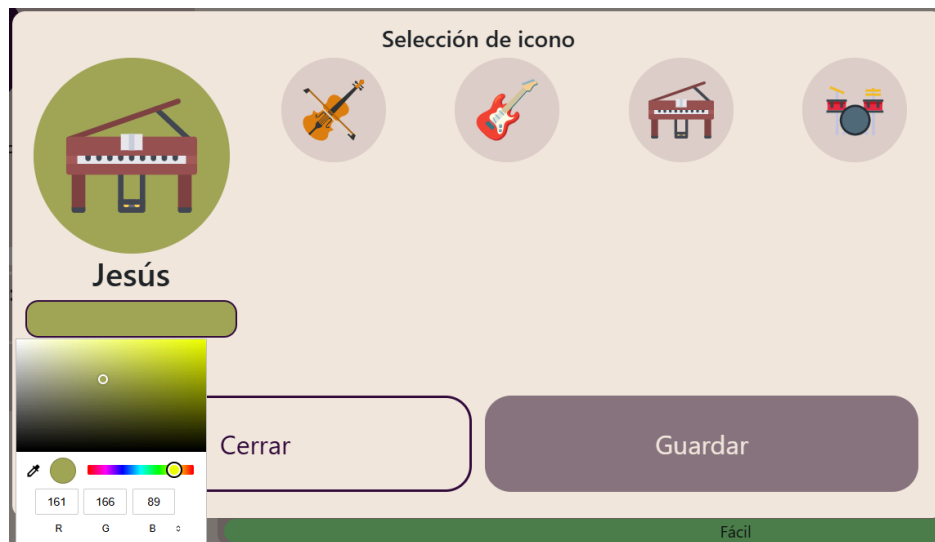 Selección de icono
Jesús
Cerrar
Guardar
161 166 89
R G B
Fácil